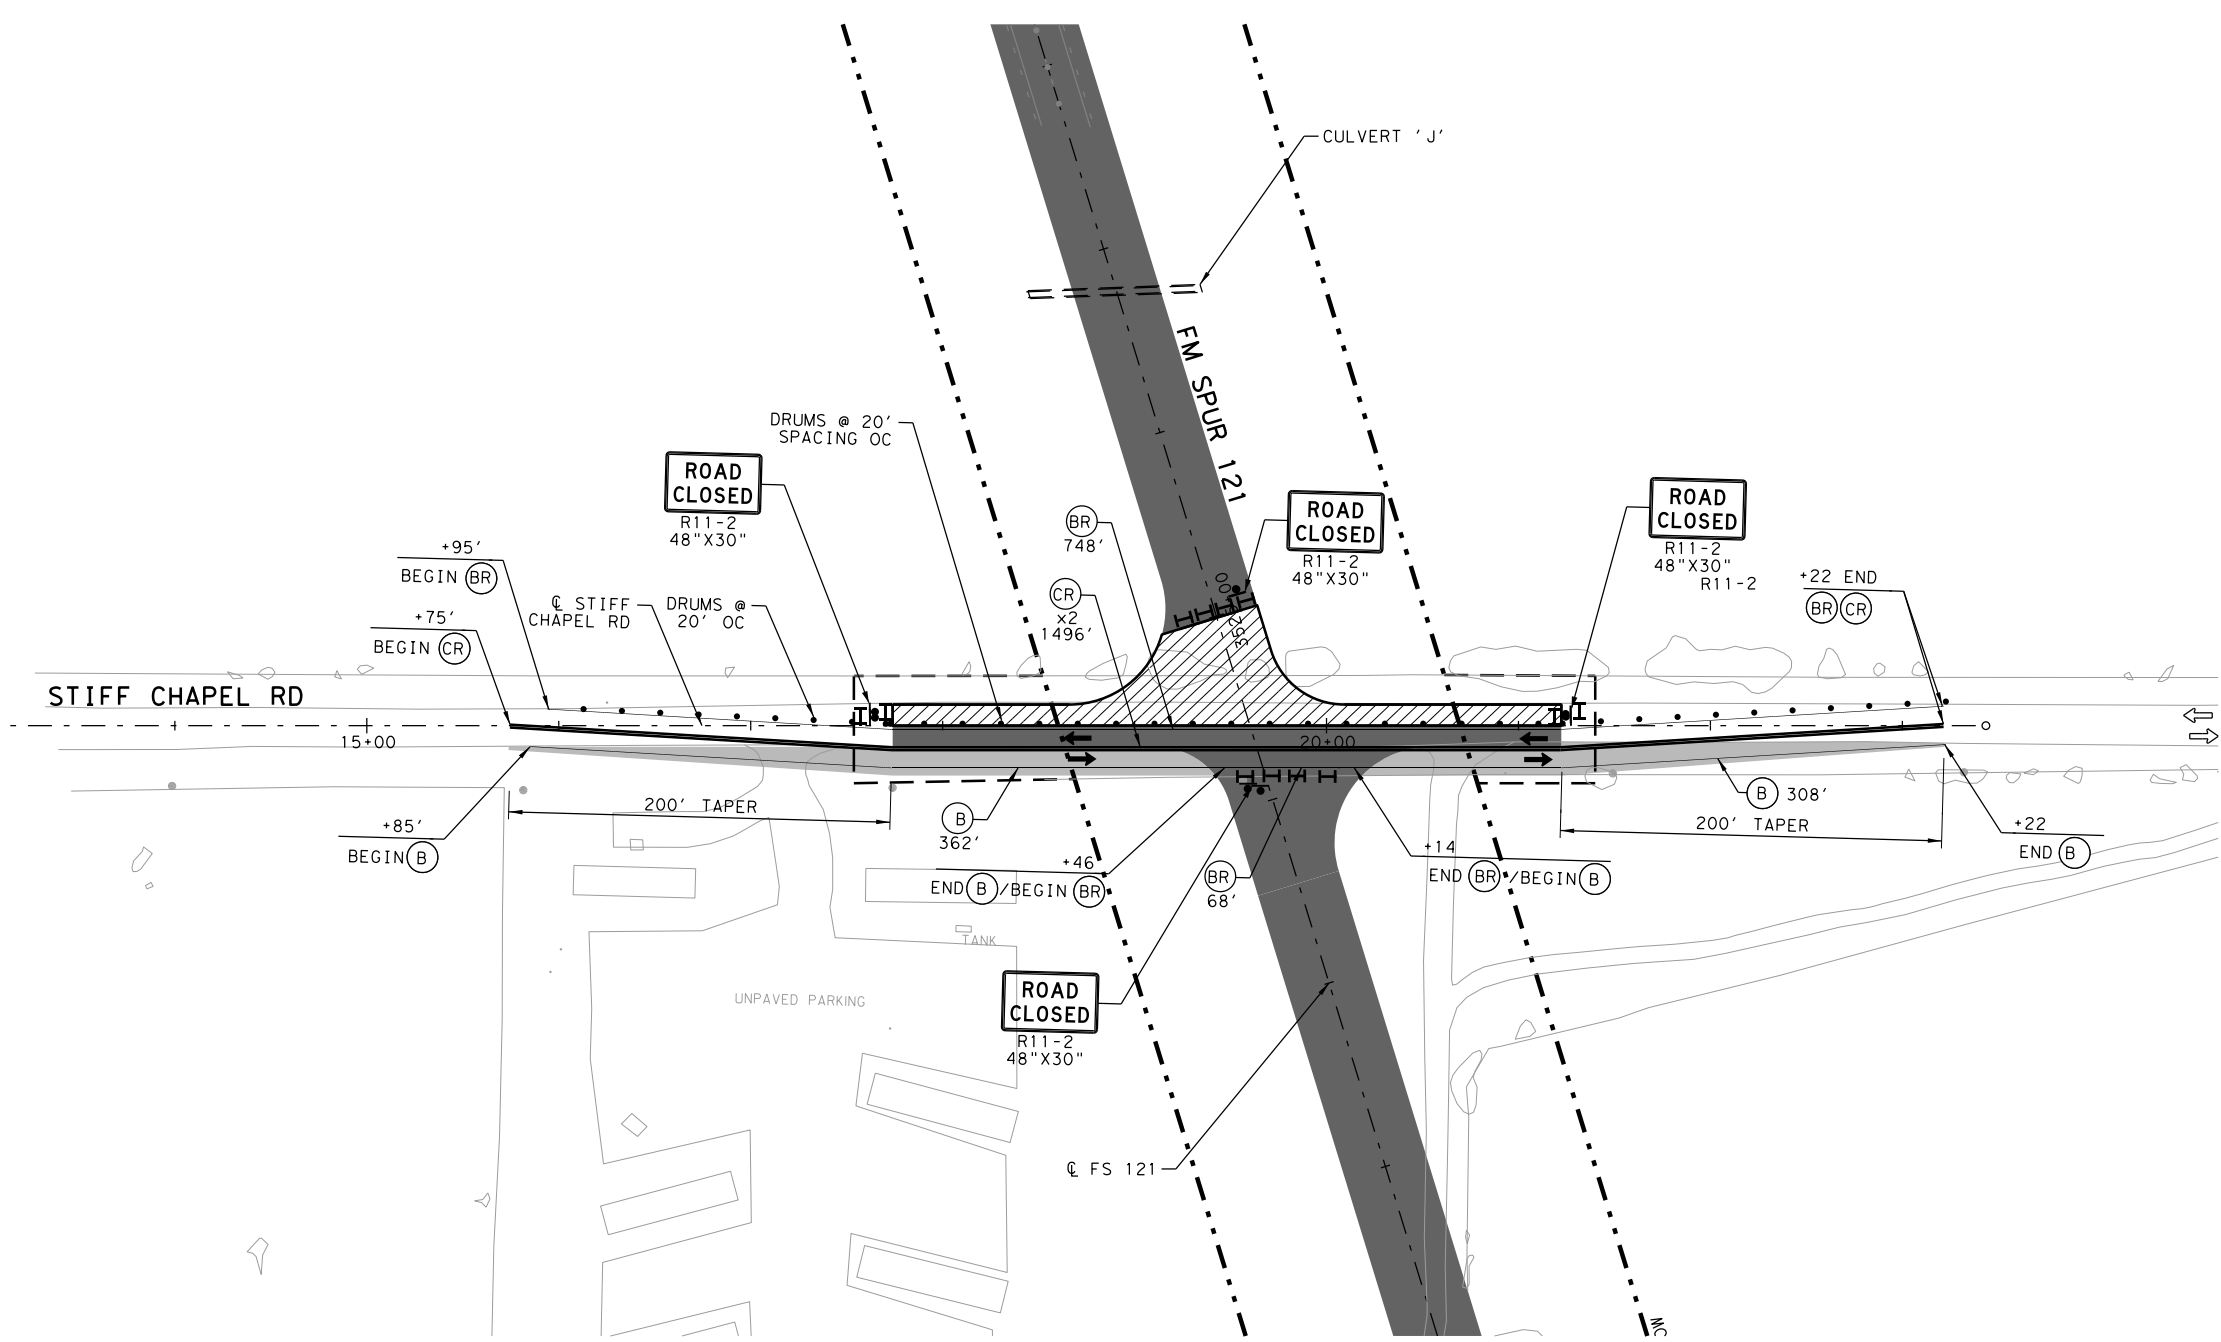 CULVERT 'J'
FM SPUR 121
DRUMS @ 20'
SPACING OC
ROAD
CLOSED
R11-2
48"X30"
BR
748'
ROAD
CLOSED
R11-2
48"X30"
ROAD
CLOSED
R11-2
48"X30"
R11-2
+95'
BEGIN BR
+75'
BEGIN CR
℄ STIFF
CHAPEL RD
DRUMS @
20' OC
CR
x2
1496'
+22 END
BR CR
STIFF CHAPEL RD
15+00
20+00
200' TAPER
+85'
BEGIN B
B
362'
+46
END B /BEGIN BR
BR
68'
+14
END BR /BEGIN B
B 308'
200' TAPER
+22
END B
TANK
UNPAVED PARKING
ROAD
CLOSED
R11-2
48"X30"
℄ FS 121